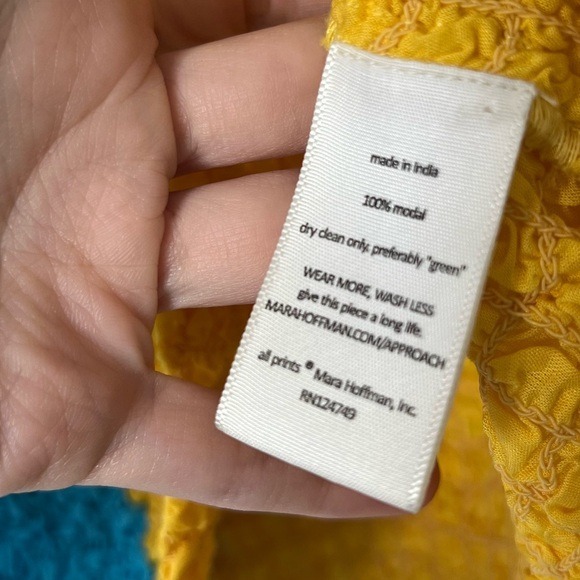 made in India
100% modal
dry clean only, preferably "green"
WEAR MORE, WASH LESS
give this piece a long life.
MARAHOFFMAN.COM/APPROACH
all prints ® Mara Hoffman, Inc.
RN124749